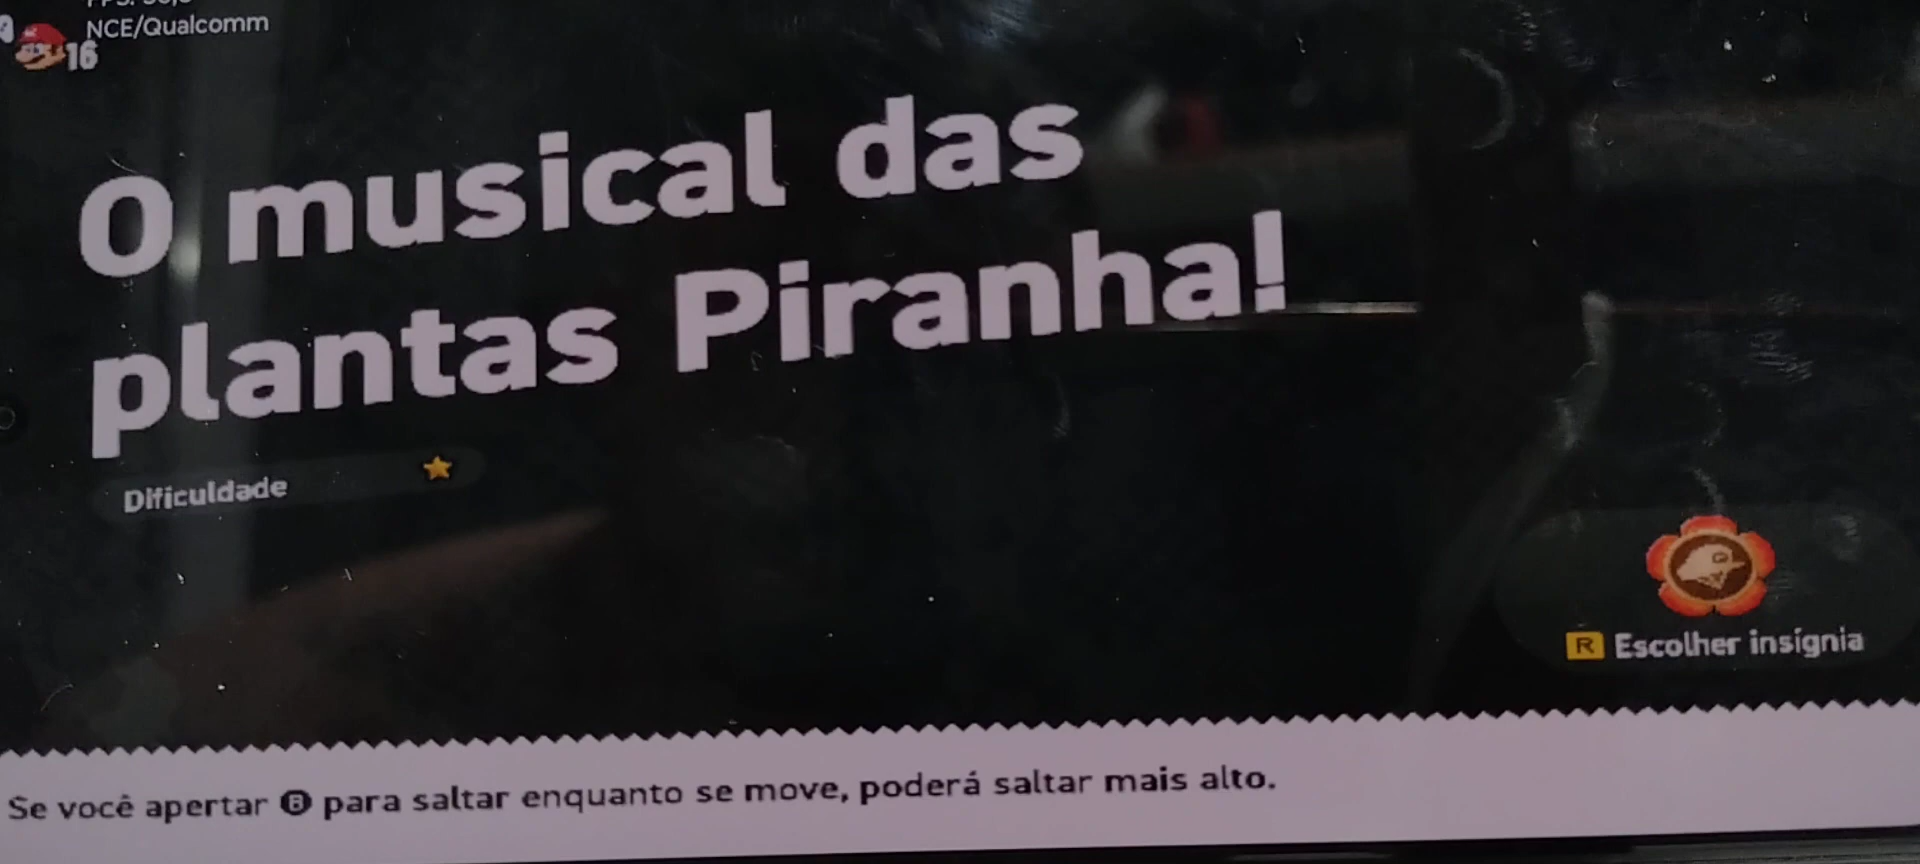 NCE/Qualcomm
16
O musical das
plantas Piranha!
Dificuldade
R Escolher insígnia
Se você apertar B para saltar enquanto se move, poderá saltar mais alto.